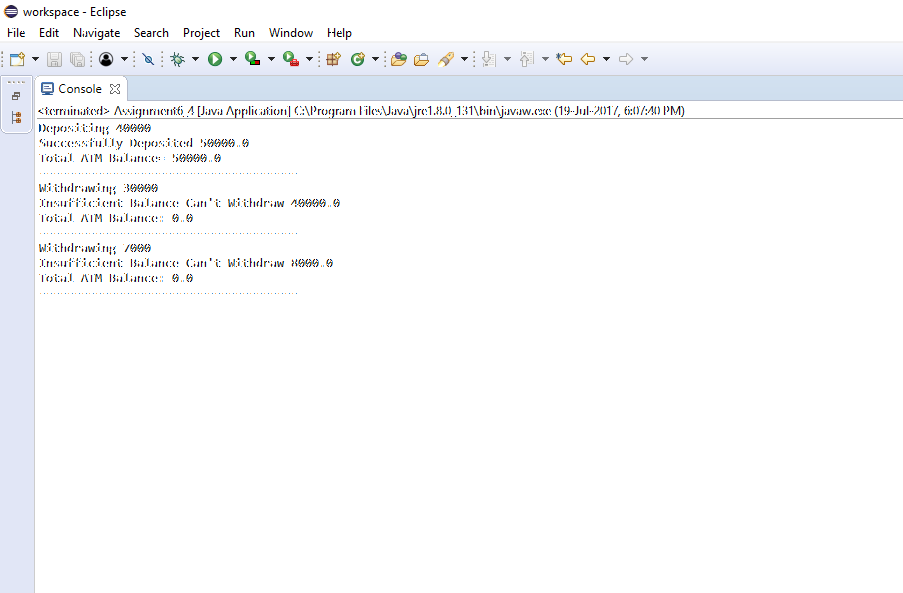 workspace - Eclipse
File Edit Navigate Search Project Run Window Help
Console
<terminated> Assignment6_4 [Java Application] C:\Program Files\Java\jre1.8.0_131\bin\javaw.exe (19-Jul-2017, 6:07:40 PM)
Depositing 40000
Successfully Deposited 50000.0
Total ATM Balance= 50000.0
Withdrawing 30000
Insufficient Balance Can't Withdraw 40000.0
Total ATM Balance: 0.0
Withdrawing 7000
Insufficient Balance Can't Withdraw 8000.0
Total ATM Balance: 0.0